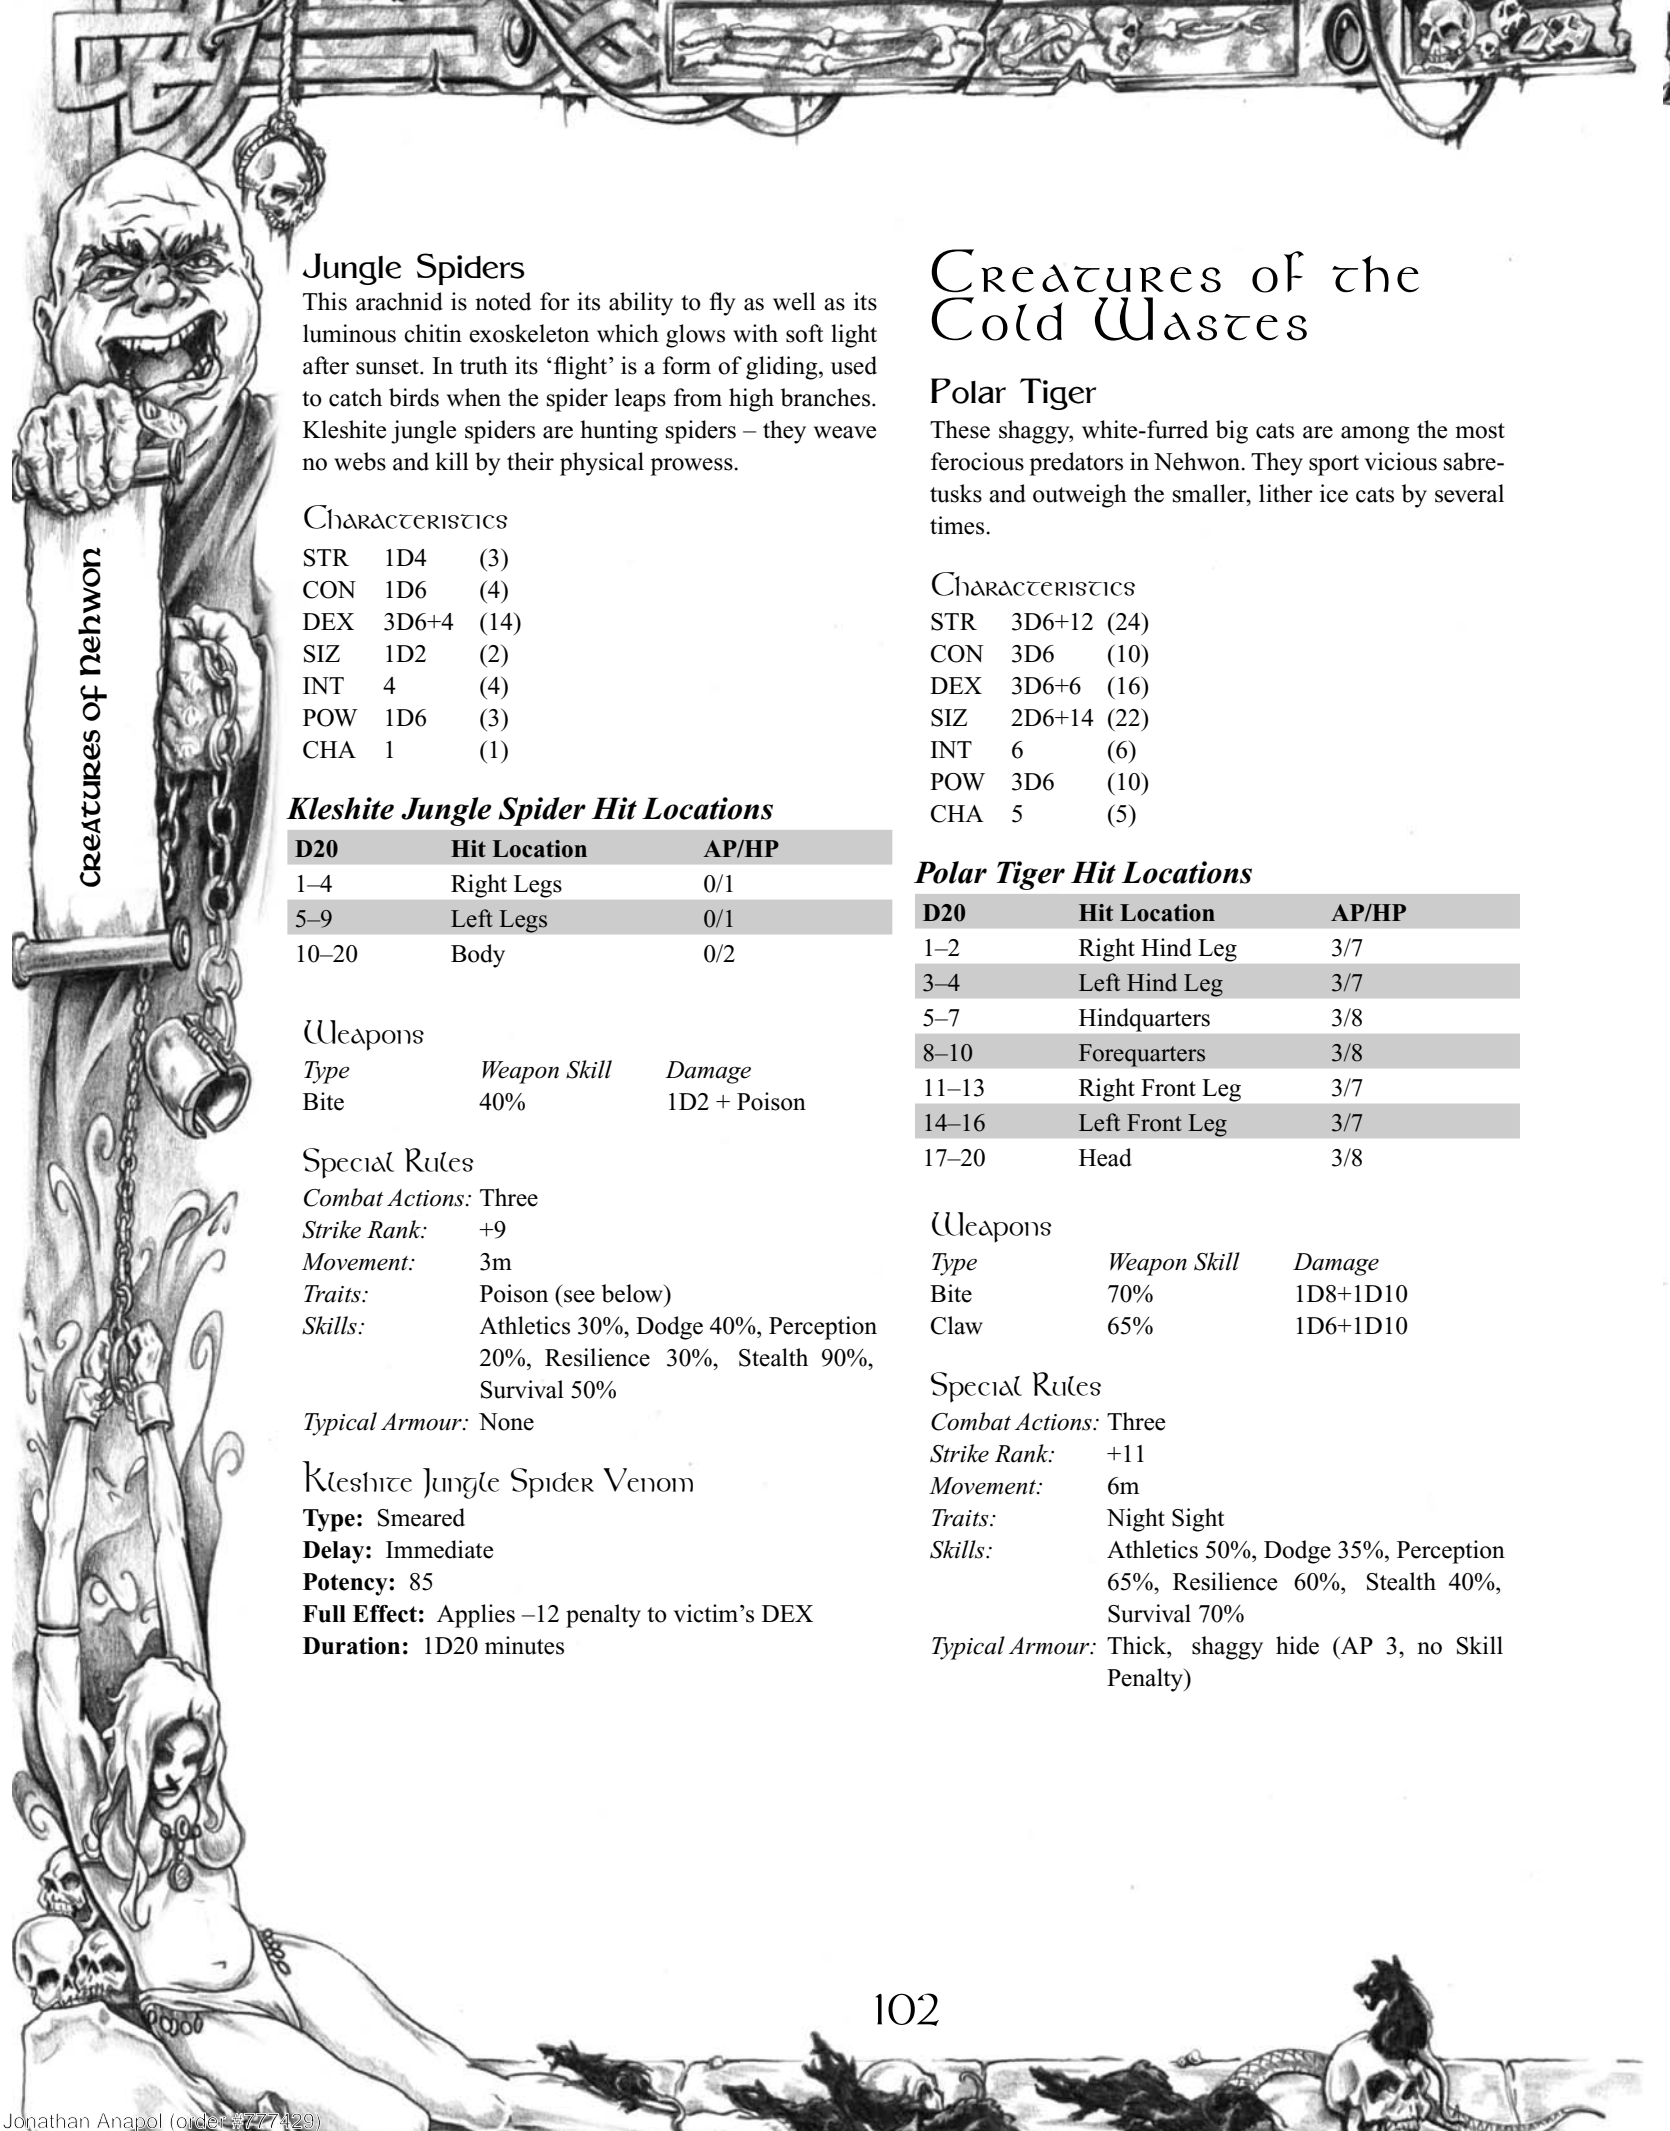 Creatures of Nehwon
Jungle Spiders
This arachnid is noted for its ability to fly as well as its
luminous chitin exoskeleton which glows with soft light
after sunset. In truth its ‘flight’ is a form of gliding, used
to catch birds when the spider leaps from high branches.
Kleshite jungle spiders are hunting spiders – they weave
no webs and kill by their physical prowess.
Characteristics
STR 1D4 (3)
CON 1D6 (4)
DEX 3D6+4 (14)
SIZ 1D2 (2)
INT 4 (4)
POW 1D6 (3)
CHA 1 (1)
Kleshite Jungle Spider Hit Locations
D20 Hit Location AP/HP
1–4 Right Legs 0/1
5–9 Left Legs 0/1
10–20 Body 0/2
Weapons
Type Weapon Skill Damage
Bite 40% 1D2 + Poison
Special Rules
Combat Actions: Three
Strike Rank: +9
Movement: 3m
Traits: Poison (see below)
Skills: Athletics 30%, Dodge 40%, Perception
20%, Resilience 30%, Stealth 90%,
Survival 50%
Typical Armour: None
Kleshite Jungle Spider Venom
Type: Smeared
Delay: Immediate
Potency: 85
Full Effect: Applies –12 penalty to victim’s DEX
Duration: 1D20 minutes
Creatures of the
Cold Wastes
Polar Tiger
These shaggy, white-furred big cats are among the most
ferocious predators in Nehwon. They sport vicious sabre-
tusks and outweigh the smaller, lither ice cats by several
times.
Characteristics
STR 3D6+12 (24)
CON 3D6 (10)
DEX 3D6+6 (16)
SIZ 2D6+14 (22)
INT 6 (6)
POW 3D6 (10)
CHA 5 (5)
Polar Tiger Hit Locations
D20 Hit Location AP/HP
1–2 Right Hind Leg 3/7
3–4 Left Hind Leg 3/7
5–7 Hindquarters 3/8
8–10 Forequarters 3/8
11–13 Right Front Leg 3/7
14–16 Left Front Leg 3/7
17–20 Head 3/8
Weapons
Type Weapon Skill Damage
Bite 70% 1D8+1D10
Claw 65% 1D6+1D10
Special Rules
Combat Actions: Three
Strike Rank: +11
Movement: 6m
Traits: Night Sight
Skills: Athletics 50%, Dodge 35%, Perception
65%, Resilience 60%, Stealth 40%,
Survival 70%
Typical Armour: Thick, shaggy hide (AP 3, no Skill
Penalty)
102
Jonathan Anapol (order #777429)